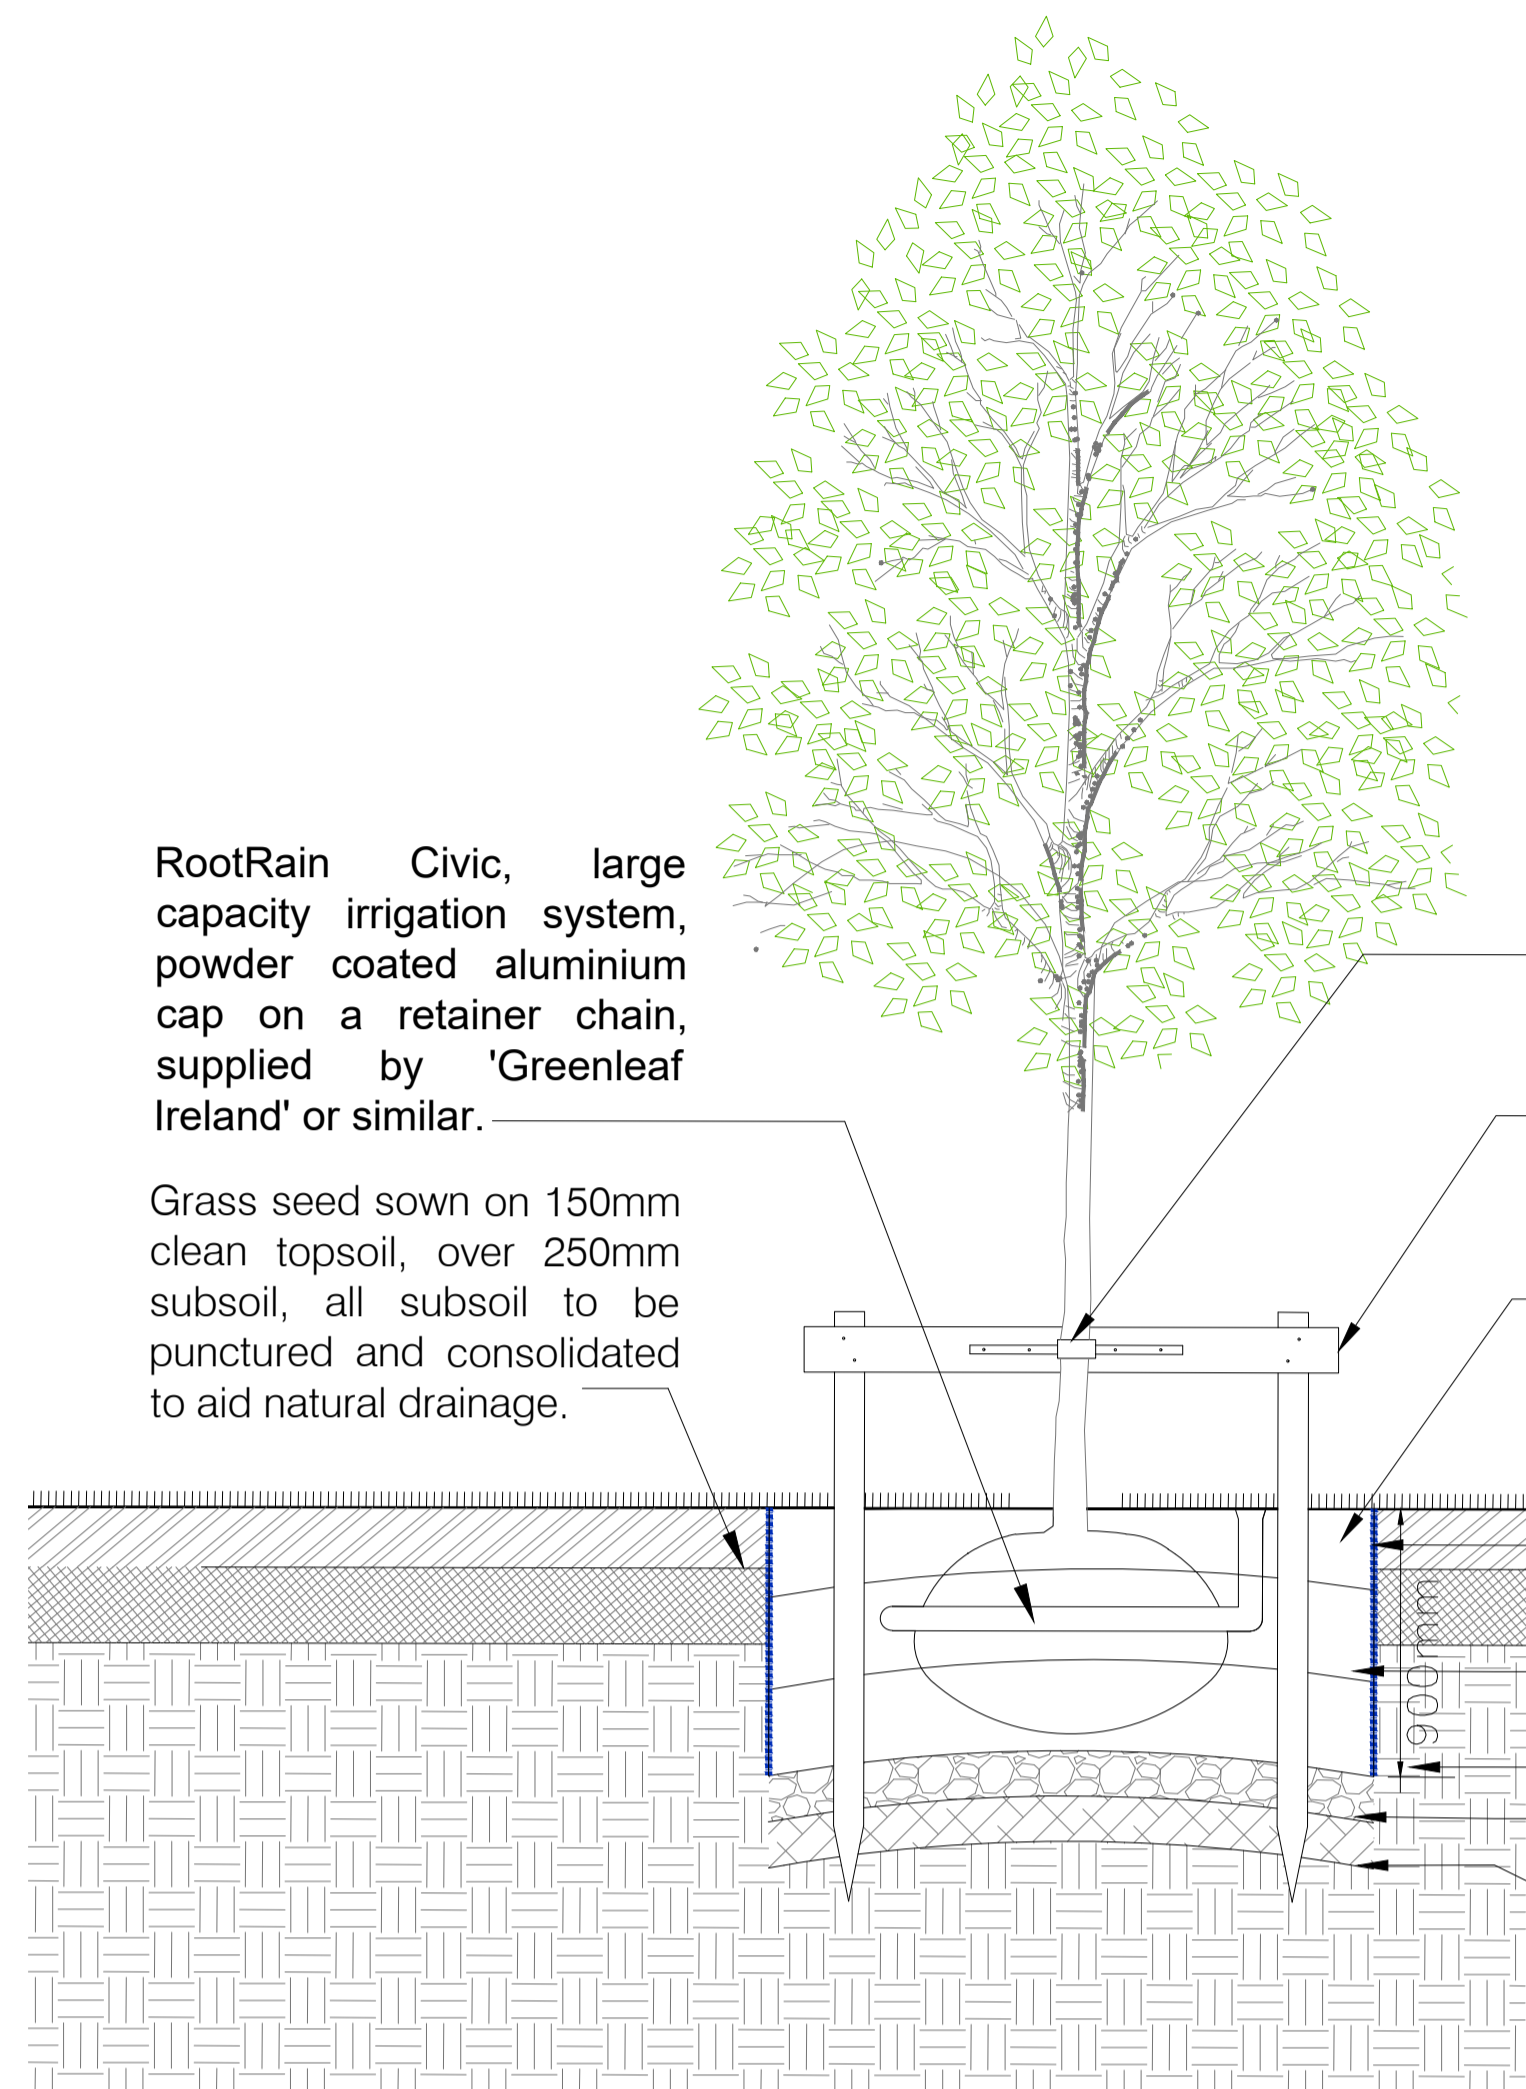 RootRain Civic, large
capacity irrigation system,
powder coated aluminium
cap on a retainer chain,
supplied by 'Greenleaf
Ireland' or similar.
Grass seed sown on 150mm
clean topsoil, over 250mm
subsoil, all subsoil to be
punctured and consolidated
to aid natural drainage.
900mm